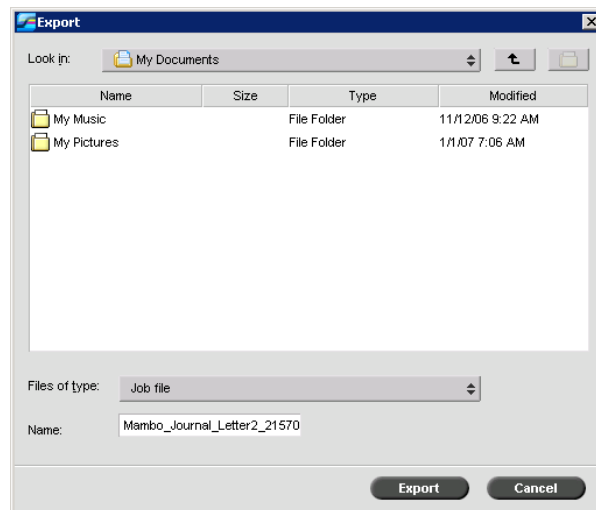 Export
Look in: My Documents
Name Size Type Modified
My Music File Folder 11/12/06 9:22 AM
My Pictures File Folder 1/1/07 7:06 AM
Files of type: Job file
Name: Mambo_Journal_Letter2_21570
Export Cancel